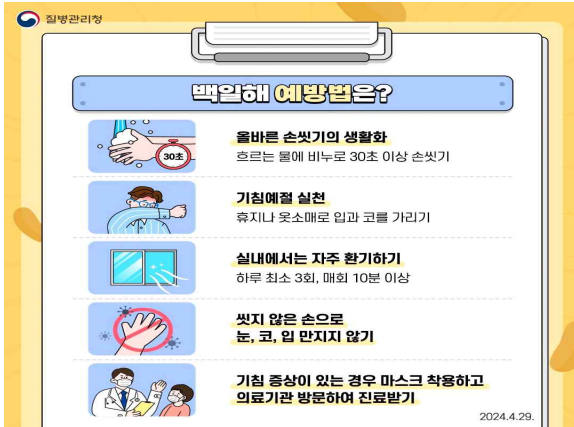 질병관리청
백일해 예방법은?
30초
올바른 손씻기의 생활화
흐르는 물에 비누로 30초 이상 손씻기
기침예절 실천
휴지나 옷소매로 입과 코를 가리기
실내에서는 자주 환기하기
하루 최소 3회, 매회 10분 이상
씻지 않은 손으로
눈, 코, 입 만지지 않기
기침 증상이 있는 경우 마스크 착용하고
의료기관 방문하여 진료받기
2024.4.29.